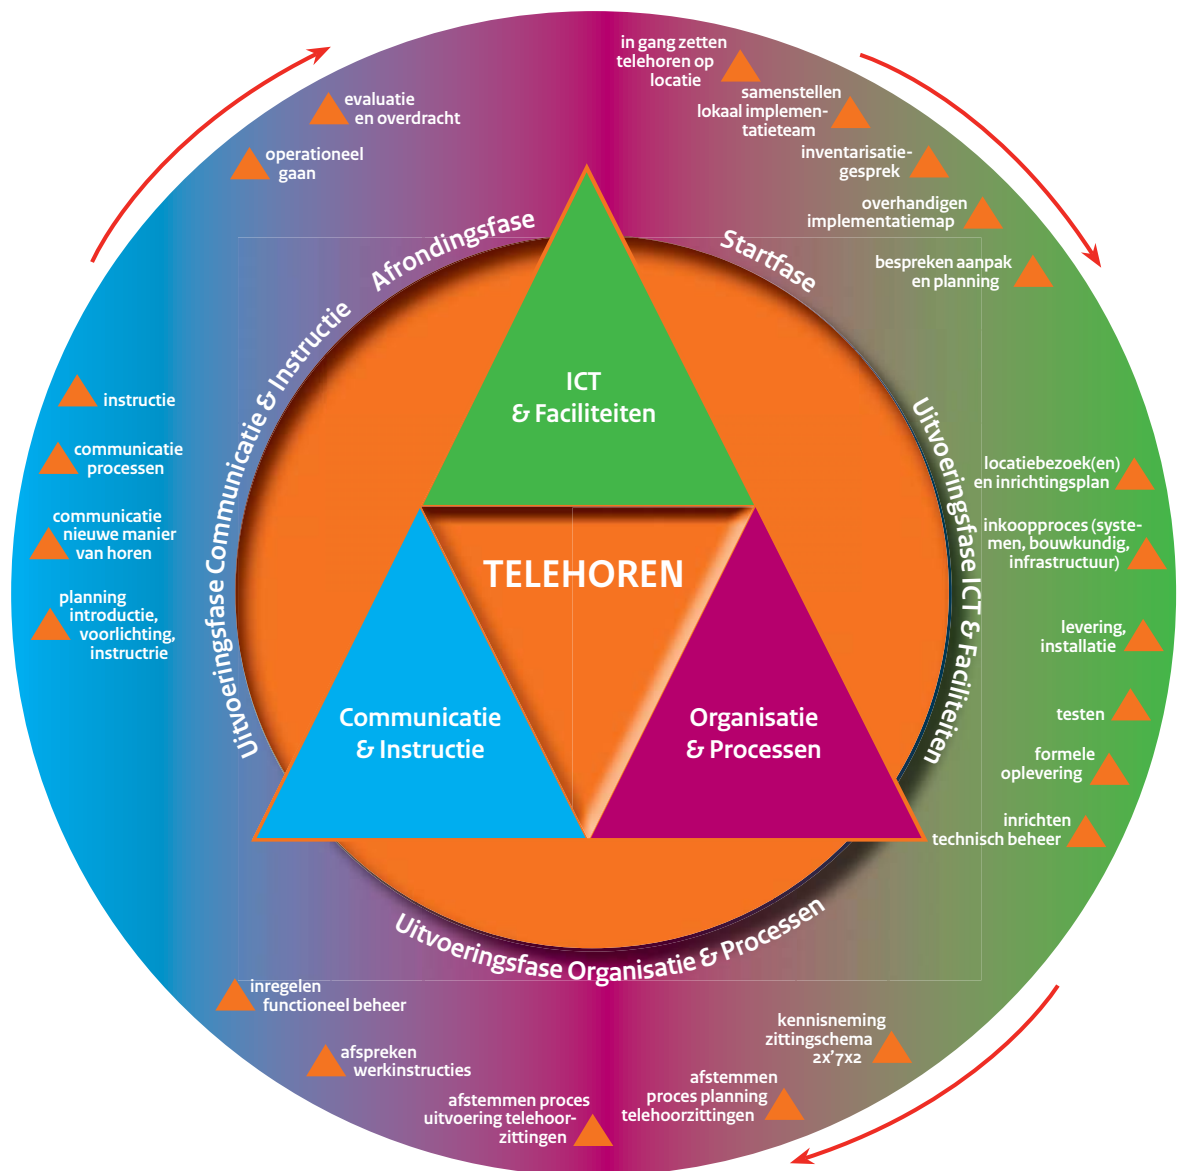 in gang zetten
telehoren op
locatie
samenstellen
lokaal implemen-
tatieteam
inventarisatie-
gesprek
overhandigen
implementatiemap
bespreken aanpak
en planning
Startfase
Uitvoeringsfase ICT & Faciliteiten
locatiebezoek(en)
en inrichtingsplan
inkoopproces (syste-
men, bouwkundig,
infrastructuur)
levering,
installatie
testen
formele
oplevering
inrichten
technisch beheer
Uitvoeringsfase Organisatie & Processen
kennisneming
zittingschema
2x'7x2
afstemmen
proces planning
telehoorzittingen
afstemmen proces
uitvoering telehoor-
zittingen
afspreken
werkinstructies
inregelen
functioneel beheer
Uitvoeringsfase Communicatie & Instructie
planning
introductie,
voorlichting,
instructrie
communicatie
nieuwe manier
van horen
communicatie
processen
instructie
Afrondingsfase
operationeel
gaan
evaluatie
en overdracht
ICT
& Faciliteiten
TELEHOREN
Communicatie
& Instructie
Organisatie
& Processen